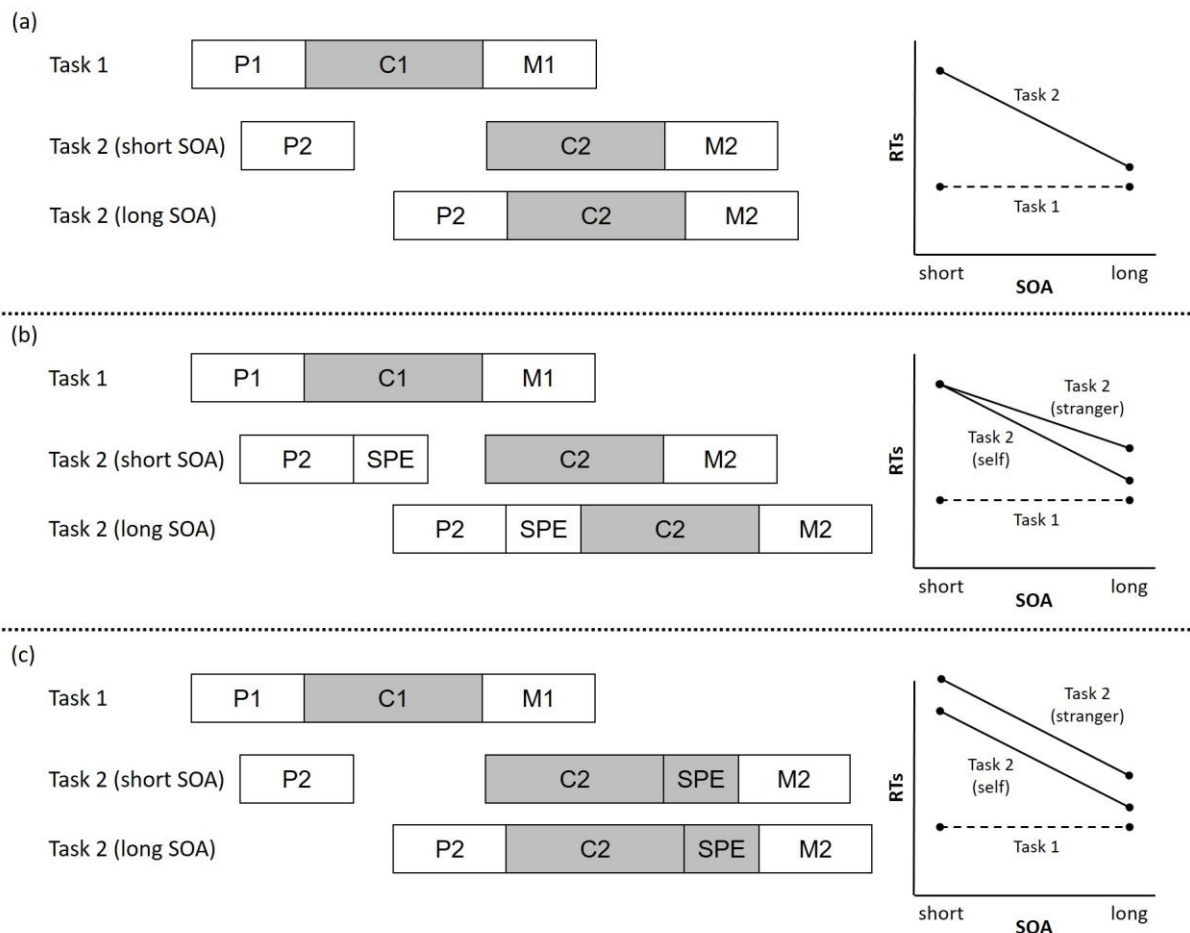 (a)
Task 1
P1 C1 M1
Task 2 (short SOA)
P2 C2 M2
Task 2 (long SOA)
P2 C2 M2
RTs
Task 2
Task 1
short long
SOA
(b)
Task 1
P1 C1 M1
Task 2 (short SOA)
P2 SPE C2 M2
Task 2 (long SOA)
P2 SPE C2 M2
RTs
Task 2
(stranger)
Task 2
(self)
Task 1
short long
SOA
(c)
Task 1
P1 C1 M1
Task 2 (short SOA)
P2 C2 SPE M2
Task 2 (long SOA)
P2 C2 SPE M2
RTs
Task 2
(stranger)
Task 2
(self)
Task 1
short long
SOA